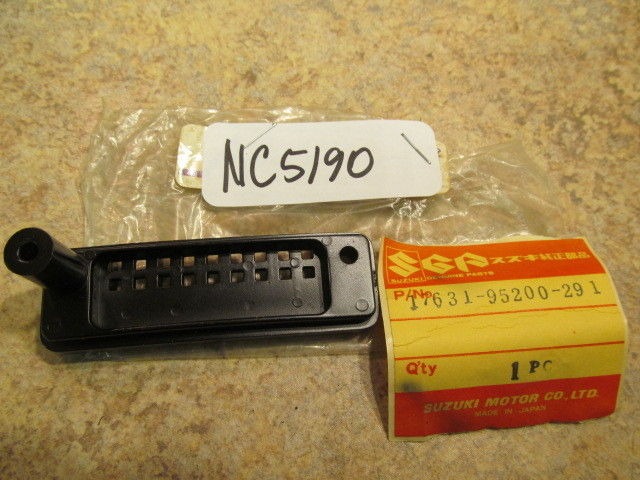 NC5190
SGP スズキ純正部品
SUZUKI GENUINE PARTS
P/No. 17631-95200-291
Q'ty 1 PC
SUZUKI MOTOR CO., LTD.
MADE IN JAPAN